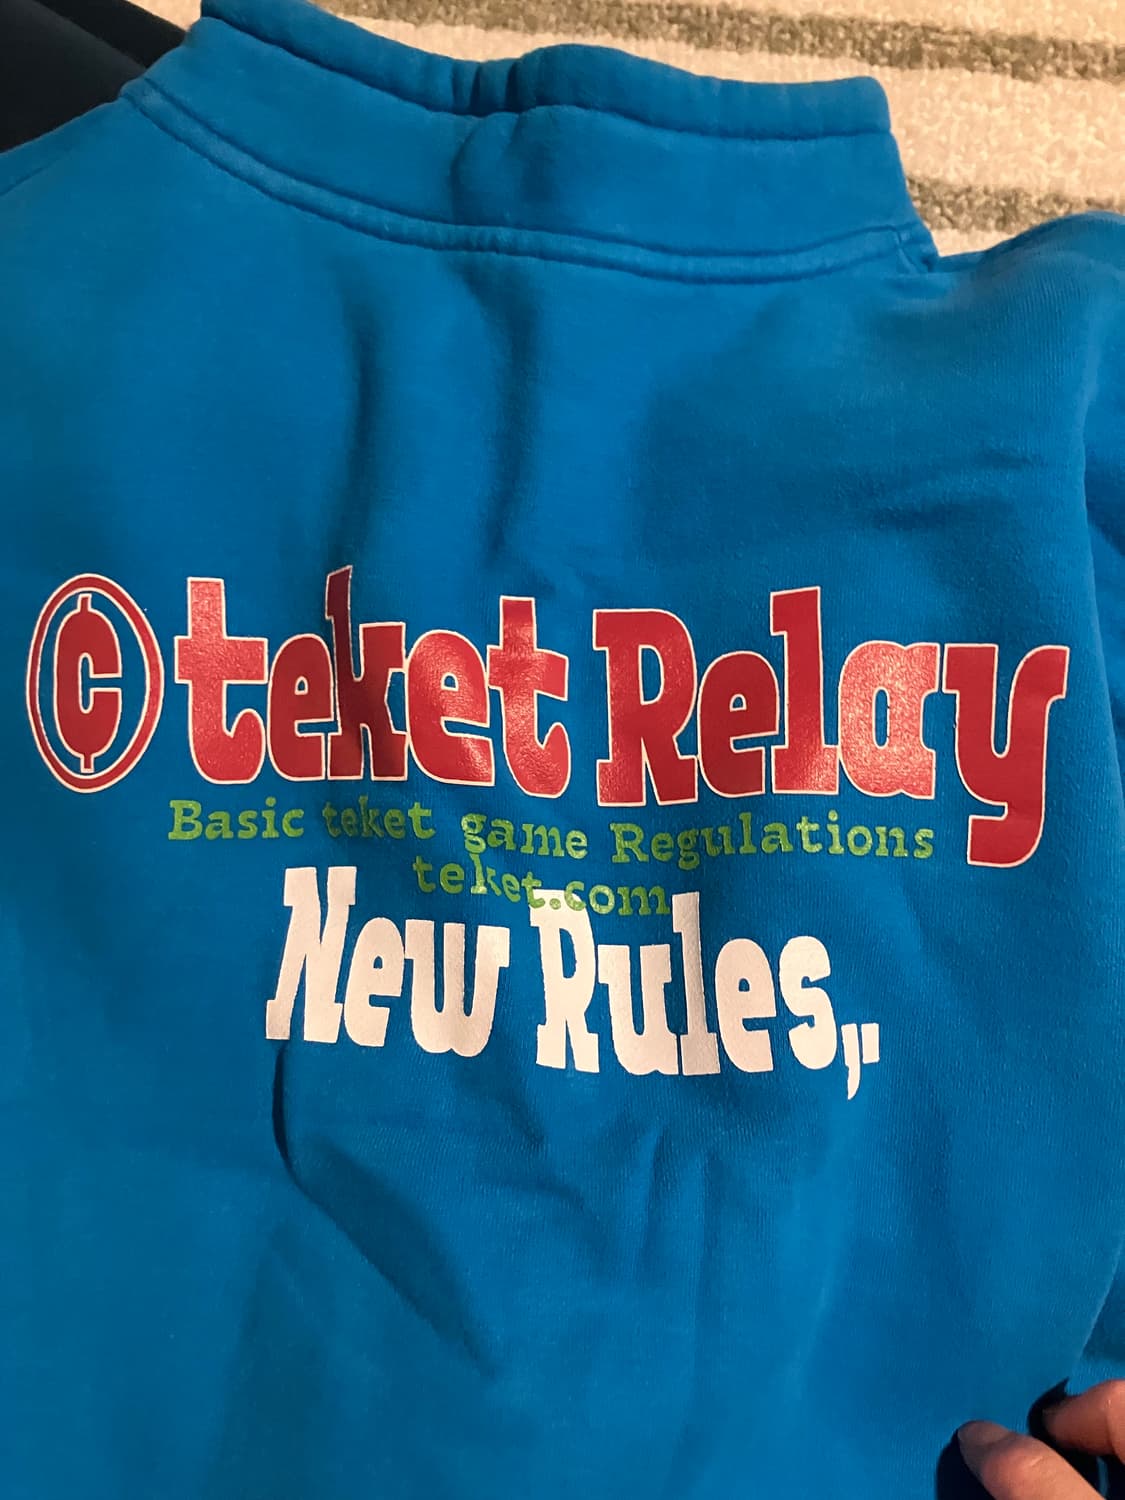 © teket Relay
Basic teket game Regulations
teket.com
New Rules,,,